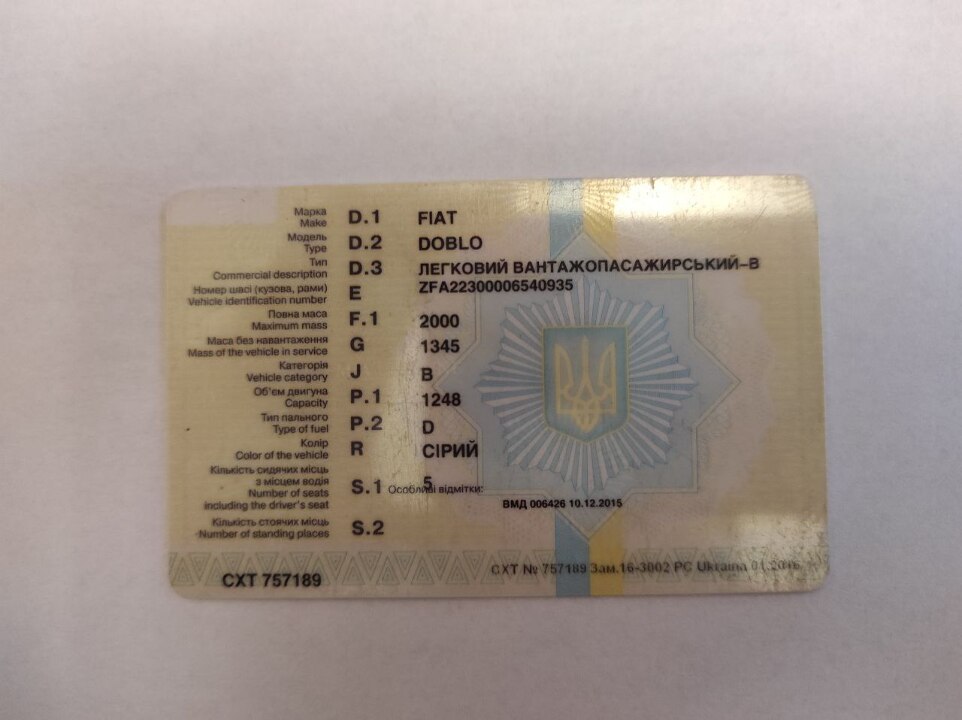 Марка
Make
D.1 FIAT
Модель
Type
D.2 DOBLO
Тип
Commercial description
D.3 ЛЕГКОВИЙ ВАНТАЖОПАСАЖИРСЬКИЙ-В
Номер шасі (кузова, рами)
Vehicle identification number
E ZFA22300006540935
Повна маса
Maximum mass
F.1 2000
Маса без навантаження
Mass of the vehicle in service
G 1345
Категорія
Vehicle category
J B
Об'єм двигуна
Capacity
P.1 1248
Тип пального
Type of fuel
P.2 D
Колір
Color of the vehicle
R СІРИЙ
Кількість сидячих місць
з місцем водія
Number of seats
including the driver's seat
S.1 5
Особливі відмітки:
ВМД 006426 10.12.2015
Кількість стоячих місць
Number of standing places
S.2
СХТ 757189
СХТ № 757189 Зам.16-3002 РС Ukraina 01.2016